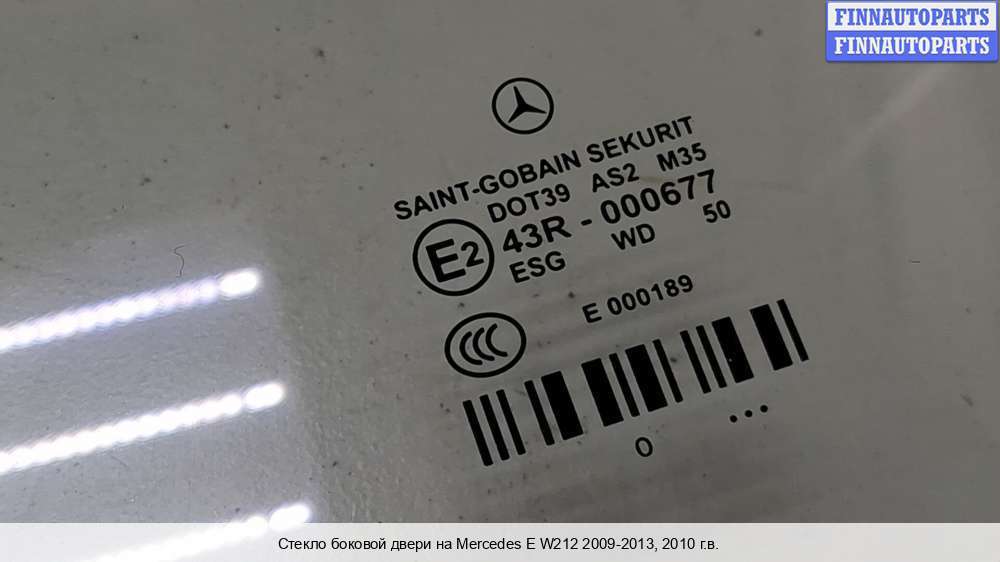 FINNAUTOPARTS
FINNAUTOPARTS
SAINT-GOBAIN SEKURIT
DOT39 AS2 M35
E2 43R - 000677
ESG WD 50
E 000189
CCC
0 ...
Стекло боковой двери на Mercedes E W212 2009-2013, 2010 г.в.